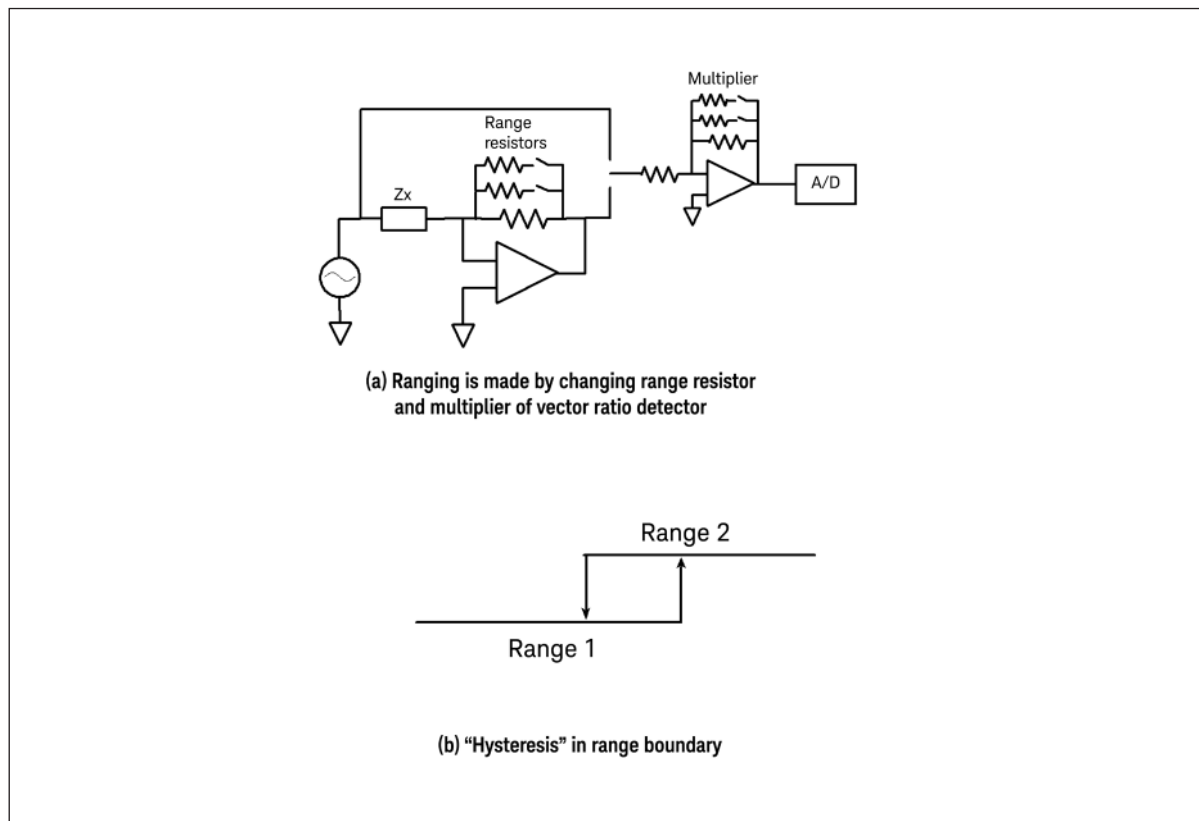 Multiplier
Range
resistors
Zx
A/D
(a) Ranging is made by changing range resistor
and multiplier of vector ratio detector
Range 2
Range 1
(b) “Hysteresis” in range boundary